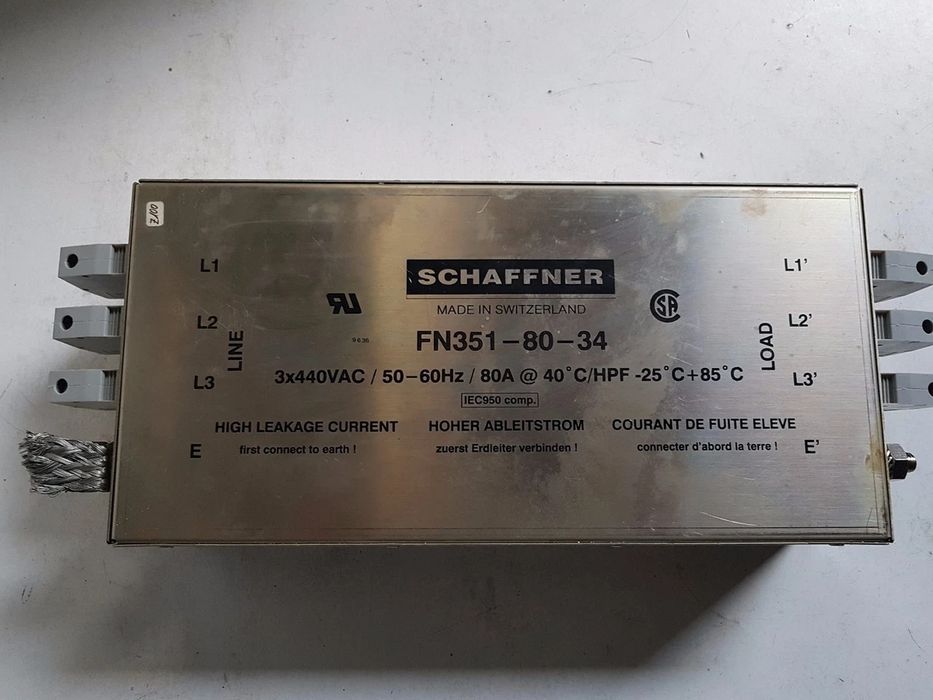 L1
L1'
SCHAFFNER
MADE IN SWITZERLAND
L2
L2'
FN351-80-34
9636
LINE
LOAD
3x440VAC / 50-60Hz / 80A @ 40°C/HPF -25°C+85°C
L3
L3'
IEC950 comp.
HIGH LEAKAGE CURRENT HOHER ABLEITSTROM COURANT DE FUITE ELEVE
E
first connect to earth ! zuerst Erdleiter verbinden ! connecter d'abord la terre !
E'